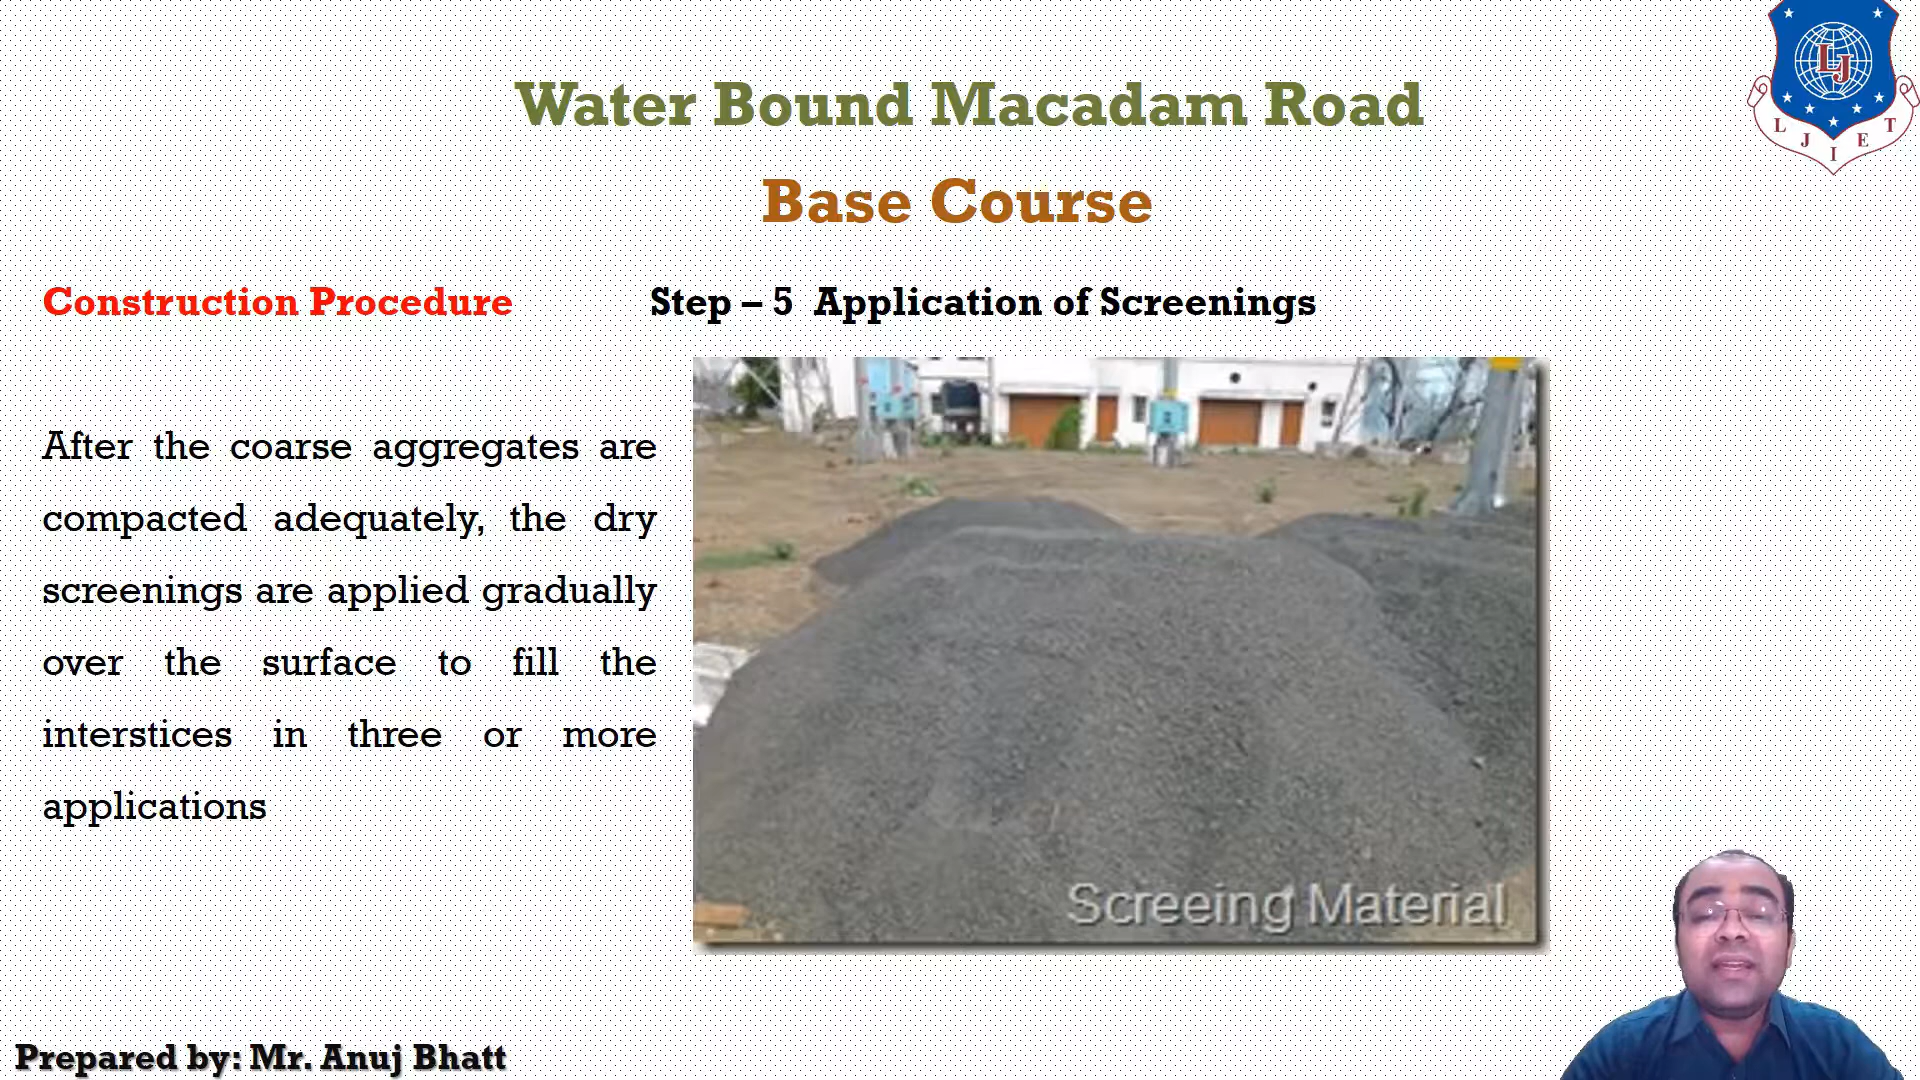 Water Bound Macadam Road
Base Course
LJ
L J I E T
Construction Procedure
Step – 5 Application of Screenings
After the coarse aggregates are
compacted adequately, the dry
screenings are applied gradually
over the surface to fill the
interstices in three or more
applications
Screeing Material
Prepared by: Mr. Anuj Bhatt